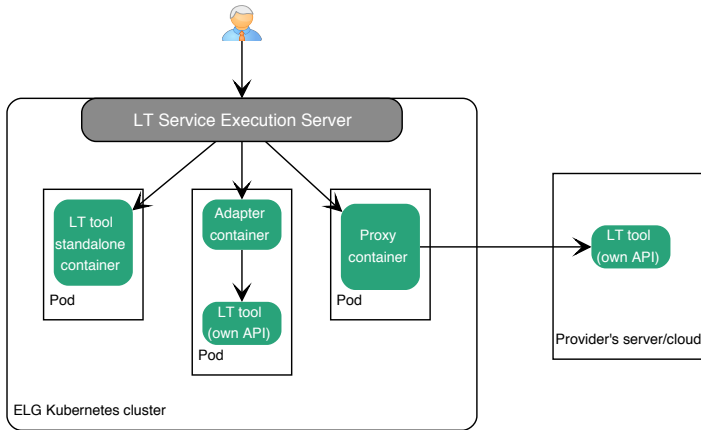 LT Service Execution Server
LT tool
standalone
container
Pod
Adapter
container
LT tool
(own API)
Pod
Proxy
container
Pod
LT tool
(own API)
Provider's server/cloud
ELG Kubernetes cluster